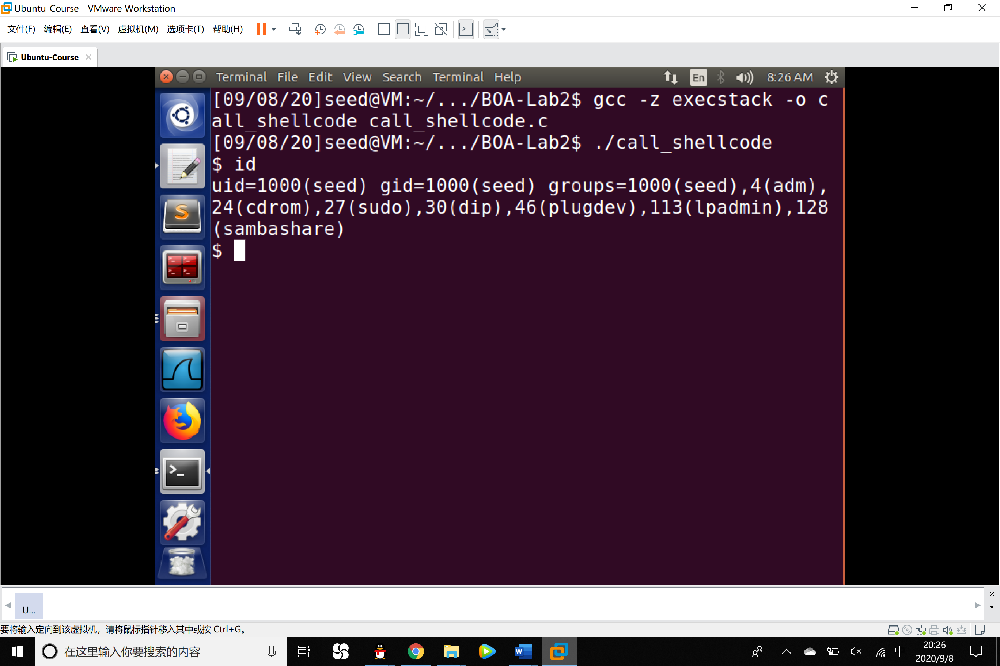 Ubuntu-Course - VMware Workstation
文件(F) 编辑(E) 查看(V) 虚拟机(M) 选项卡(T) 帮助(H)
Ubuntu-Course
Terminal File Edit View Search Terminal Help En 8:26 AM
[09/08/20]seed@VM:~/.../BOA-Lab2$ gcc -z execstack -o c
all_shellcode call_shellcode.c
[09/08/20]seed@VM:~/.../BOA-Lab2$ ./call_shellcode
$ id
uid=1000(seed) gid=1000(seed) groups=1000(seed),4(adm),
24(cdrom),27(sudo),30(dip),46(plugdev),113(lpadmin),128
(sambashare)
$
U...
要将输入定向到该虚拟机，请将鼠标指针移入其中或按 Ctrl+G。
在这里输入你要搜索的内容
中
20:26
2020/9/8